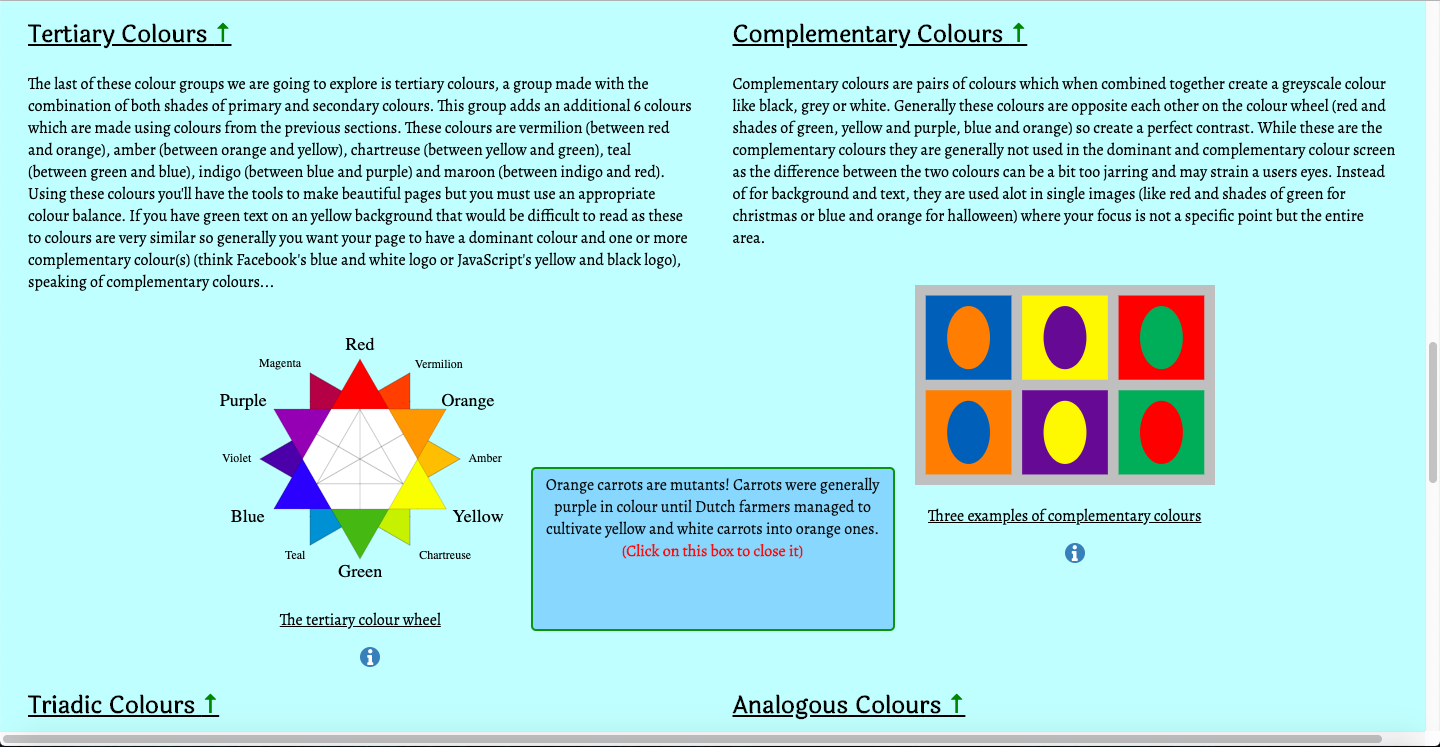 Tertiary Colours ↑
The last of these colour groups we are going to explore is tertiary colours, a group made with the
combination of both shades of primary and secondary colours. This group adds an additional 6 colours
which are made using colours from the previous sections. These colours are vermilion (between red
and orange), amber (between orange and yellow), chartreuse (between yellow and green), teal
(between green and blue), indigo (between blue and purple) and maroon (between indigo and red).
Using these colours you'll have the tools to make beautiful pages but you must use an appropriate
colour balance. If you have green text on an yellow background that would be difficult to read as these
to colours are very similar so generally you want your page to have a dominant colour and one or more
complementary colour(s) (think Facebook's blue and white logo or JavaScript's yellow and black logo),
speaking of complementary colours...
Red
Magenta
Vermilion
Purple
Orange
Violet
Amber
Blue
Yellow
Teal
Chartreuse
Green
The tertiary colour wheel
Complementary Colours ↑
Complementary colours are pairs of colours which when combined together create a greyscale colour
like black, grey or white. Generally these colours are opposite each other on the colour wheel (red and
shades of green, yellow and purple, blue and orange) so create a perfect contrast. While these are the
complementary colours they are generally not used in the dominant and complementary colour screen
as the difference between the two colours can be a bit too jarring and may strain a users eyes. Instead
of for background and text, they are used alot in single images (like red and shades of green for
christmas or blue and orange for halloween) where your focus is not a specific point but the entire
area.
Three examples of complementary colours
Orange carrots are mutants! Carrots were generally
purple in colour until Dutch farmers managed to
cultivate yellow and white carrots into orange ones.
(Click on this box to close it)
Triadic Colours ↑
Analogous Colours ↑